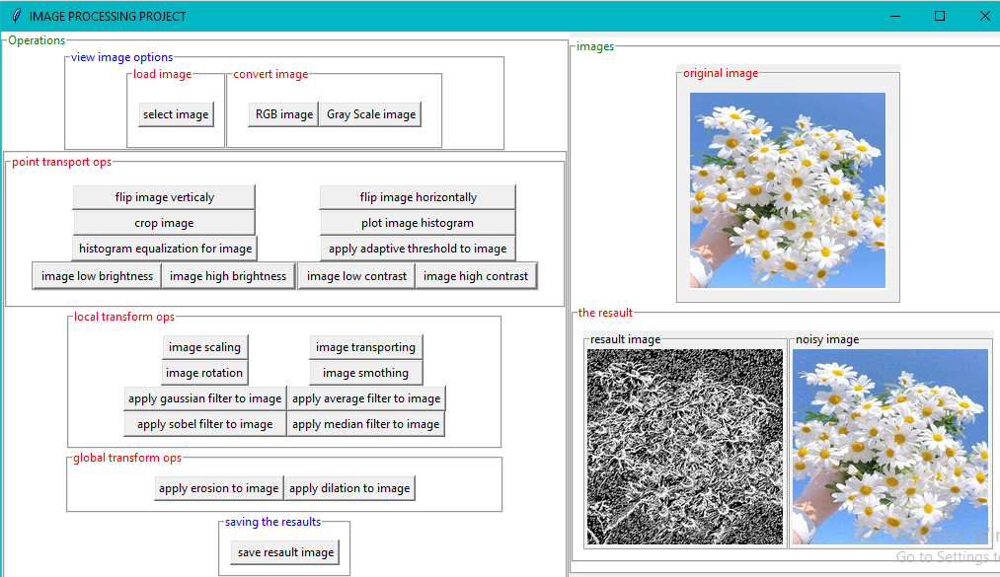 IMAGE PROCESSING PROJECT
Operations
view image options
load image
convert image
select image
RGB image
Gray Scale image
point transport ops
flip image verticaly
flip image horizontally
crop image
plot image histogram
histogram equalization for image
apply adaptive threshold to image
image low brightness
image high brightness
image low contrast
image high contrast
local transform ops
image scaling
image transporting
image rotation
image smothing
apply gaussian filter to image
apply average filter to image
apply sobel filter to image
apply median filter to image
global transform ops
apply erosion to image
apply dilation to image
saving the resaults
save resault image
images
original image
the resault
resault image
noisy image
Go to Settings to